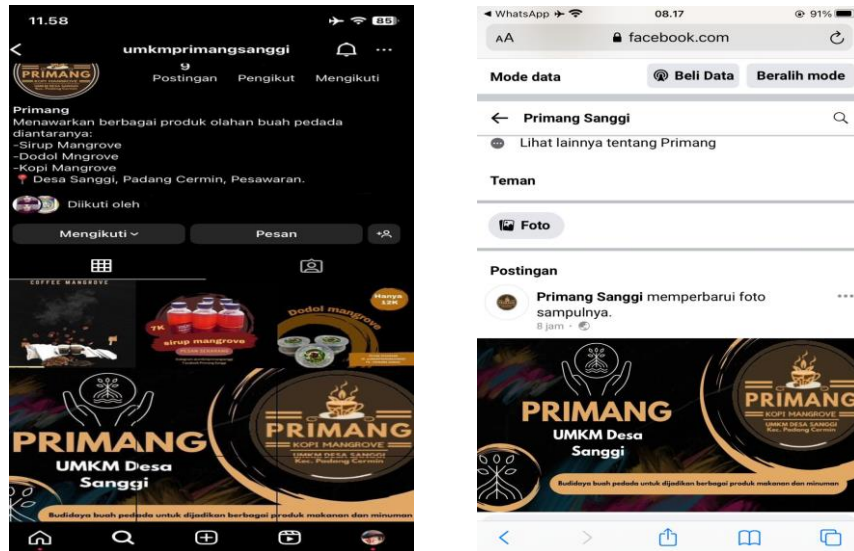 11.58
85
umkmprimangsanggi
PRIMANG
9
Postingan Pengikut Mengikuti
Primang
Menawarkan berbagai produk olahan buah pedada
diantaranya:
-Sirup Mangrove
-Dodol Mngrove
-Kopi Mangrove
Desa Sanggi, Padang Cermin, Pesawaran.
Diikuti oleh
Mengikuti
Pesan
COFFEE MANGROVE
7K
sirup mangrove
PESAN SEKARANG
Dodol mangrove
Hanya
12K
PRIMANG
UMKM Desa
Sanggi
PRIMANG
KOPI MANGROVE
UMKM DESA SANGGI
Kec. Padang Cermin
Budidaya buah pedada untuk dijadikan berbagai produk makanan dan minuman
WhatsApp
08.17
91%
AA
facebook.com
Mode data
Beli Data
Beralih mode
Primang Sanggi
Lihat lainnya tentang Primang
Teman
Foto
Postingan
Primang Sanggi memperbarui foto
sampulnya.
8 jam ·
PRIMANG
UMKM Desa
Sanggi
PRIMANG
KOPI MANGROVE
UMKM DESA SANGGI
Kec. Padang Cermin
Budidaya buah pedada untuk dijadikan berbagai produk makanan dan minuman